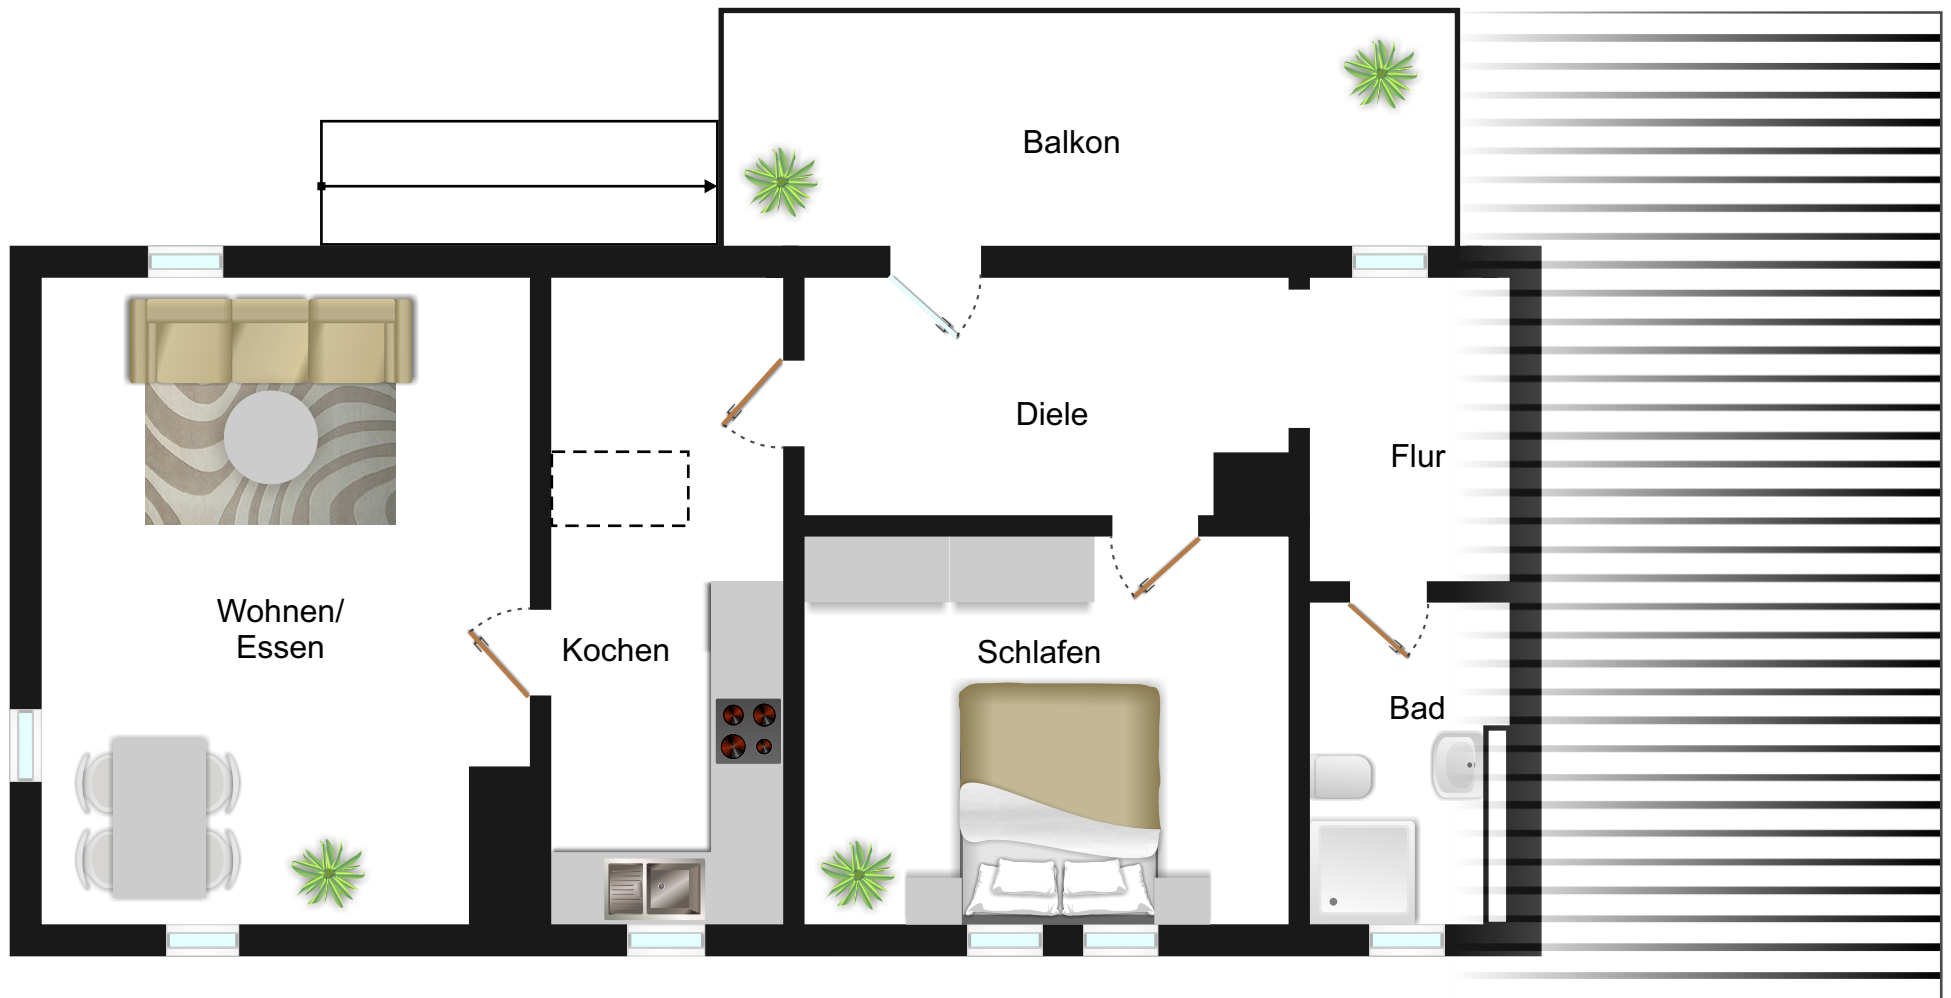 Balkon
Diele
Flur
Wohnen/
Essen
Kochen
Schlafen
Bad